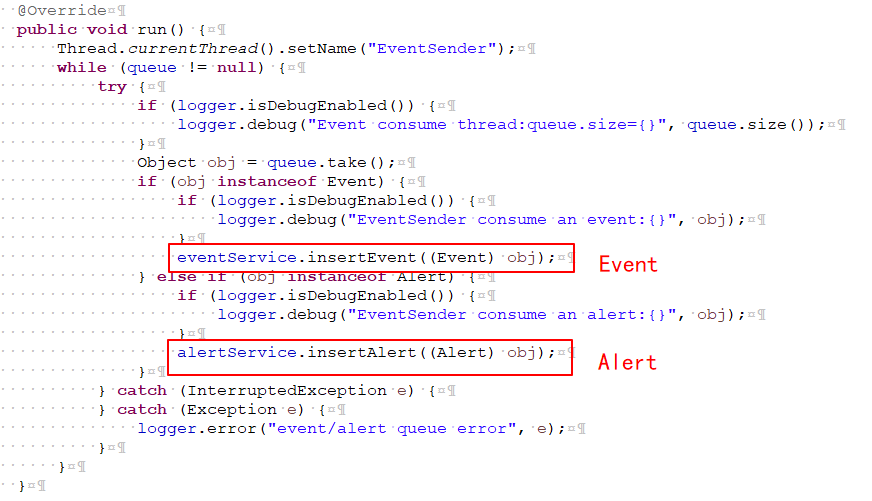 @Override¤¶
public void run() {¤¶
Thread.currentThread().setName("EventSender");¤¶
while (queue != null) {¤¶
try {¤¶
if (logger.isDebugEnabled()) {¤¶
logger.debug("Event consume thread:queue.size={}", queue.size());¤¶
}¤¶
Object obj = queue.take();¤¶
if (obj instanceof Event) {¤¶
if (logger.isDebugEnabled()) {¤¶
logger.debug("EventSender consume an event:{}", obj);¤¶
}¤¶
eventService.insertEvent((Event) obj);¤¶ Event
} else if (obj instanceof Alert) {¤¶
if (logger.isDebugEnabled()) {¤¶
logger.debug("EventSender consume an alert:{}", obj);¤¶
}¤¶
alertService.insertAlert((Alert) obj);¤¶ Alert
}¤¶
} catch (InterruptedException e) {¤¶
} catch (Exception e) {¤¶
logger.error("event/alert queue error", e);¤¶
}¤¶
}¤¶
}¤¶